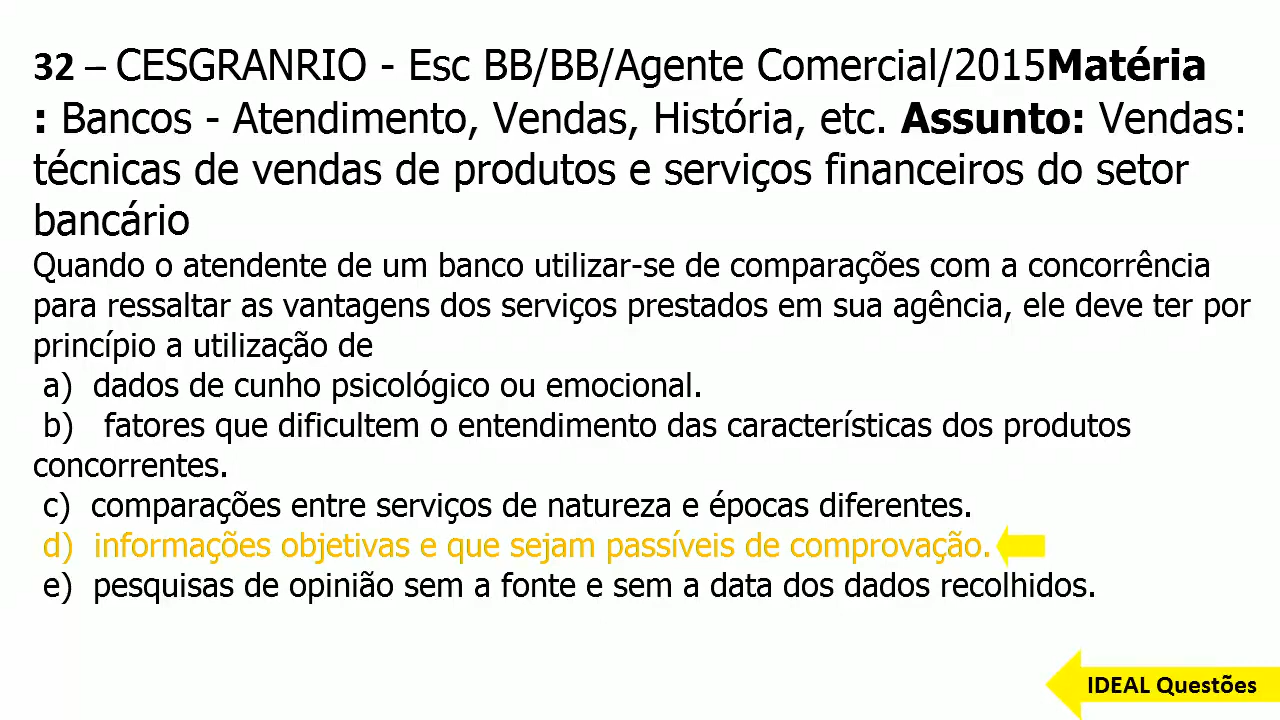 32 – CESGRANRIO - Esc BB/BB/Agente Comercial/2015Matéria
: Bancos - Atendimento, Vendas, História, etc. Assunto: Vendas:
técnicas de vendas de produtos e serviços financeiros do setor
bancário
Quando o atendente de um banco utilizar-se de comparações com a concorrência
para ressaltar as vantagens dos serviços prestados em sua agência, ele deve ter por
princípio a utilização de
a) dados de cunho psicológico ou emocional.
b) fatores que dificultem o entendimento das características dos produtos
concorrentes.
c) comparações entre serviços de natureza e épocas diferentes.
d) informações objetivas e que sejam passíveis de comprovação.
e) pesquisas de opinião sem a fonte e sem a data dos dados recolhidos.
IDEAL Questões